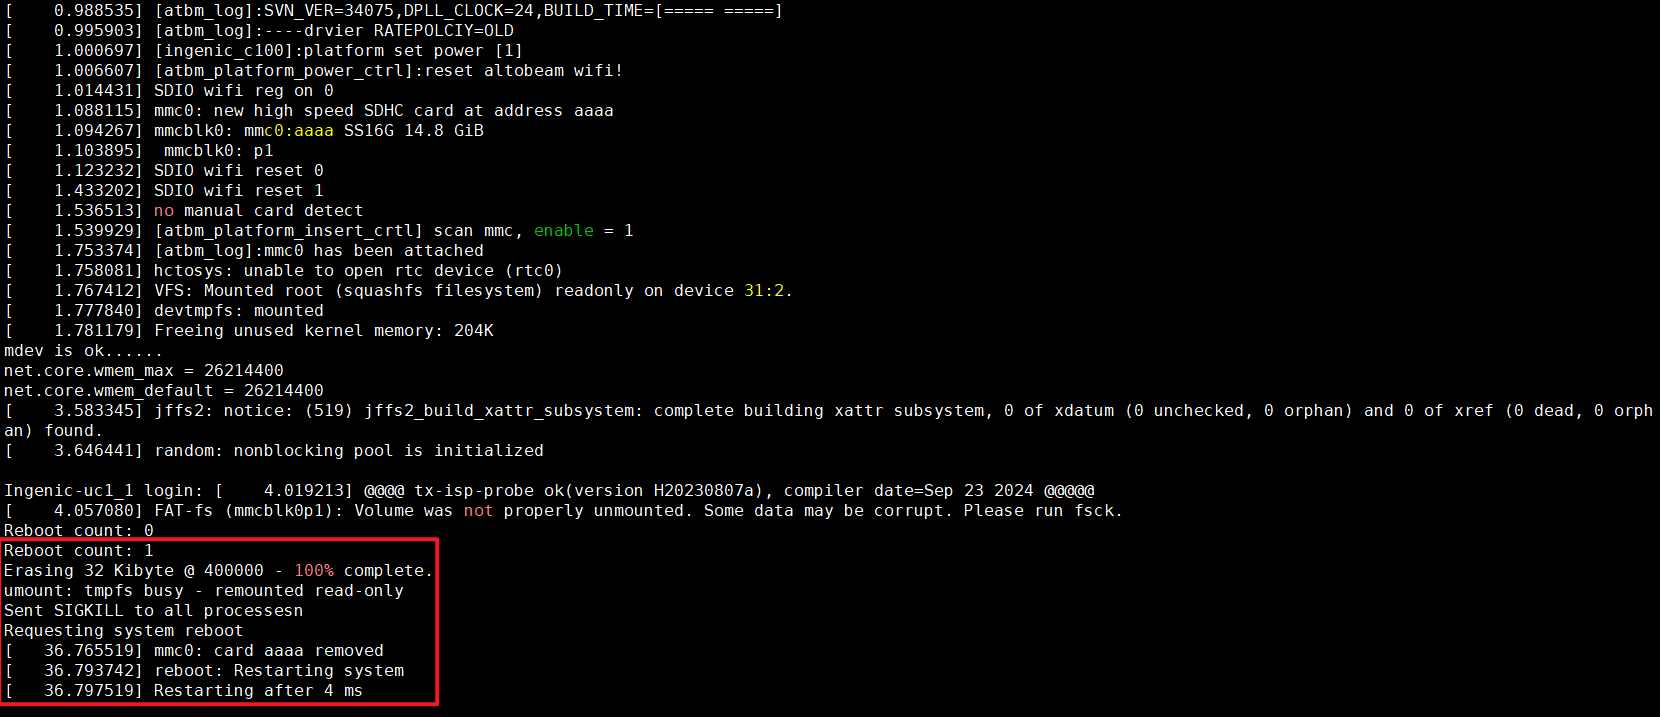 [    0.988535] [atbm_log]:SVN_VER=34075,DPLL_CLOCK=24,BUILD_TIME=[===== =====]
[    0.995903] [atbm_log]:----drvier RATEPOLCIY=OLD
[    1.000697] [ingenic_c100]:platform set power [1]
[    1.006607] [atbm_platform_power_ctrl]:reset altobeam wifi!
[    1.014431] SDIO wifi reg on 0
[    1.088115] mmc0: new high speed SDHC card at address aaaa
[    1.094267] mmcblk0: mmc0:aaaa SS16G 14.8 GiB
[    1.103895]  mmcblk0: p1
[    1.123232] SDIO wifi reset 0
[    1.433202] SDIO wifi reset 1
[    1.536513] no manual card detect
[    1.539929] [atbm_platform_insert_crtl] scan mmc, enable = 1
[    1.753374] [atbm_log]:mmc0 has been attached
[    1.758081] hctosys: unable to open rtc device (rtc0)
[    1.767412] VFS: Mounted root (squashfs filesystem) readonly on device 31:2.
[    1.777840] devtmpfs: mounted
[    1.781179] Freeing unused kernel memory: 204K
mdev is ok......
net.core.wmem_max = 26214400
net.core.wmem_default = 26214400
[    3.583345] jffs2: notice: (519) jffs2_build_xattr_subsystem: complete building xattr subsystem, 0 of xdatum (0 unchecked, 0 orphan) and 0 of xref (0 dead, 0 orph
an) found.
[    3.646441] random: nonblocking pool is initialized
Ingenic-uc1_1 login: [    4.019213] @@@@ tx-isp-probe ok(version H20230807a), compiler date=Sep 23 2024 @@@@@
[    4.057080] FAT-fs (mmcblk0p1): Volume was not properly unmounted. Some data may be corrupt. Please run fsck.
Reboot count: 0
Reboot count: 1
Erasing 32 Kibyte @ 400000 - 100% complete.
umount: tmpfs busy - remounted read-only
Sent SIGKILL to all processesn
Requesting system reboot
[   36.765519] mmc0: card aaaa removed
[   36.793742] reboot: Restarting system
[   36.797519] Restarting after 4 ms